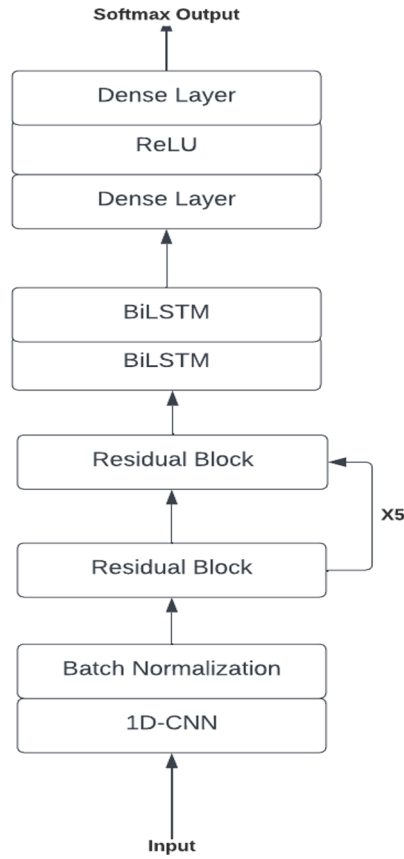 Softmax Output
Dense Layer
ReLU
Dense Layer
BiLSTM
BiLSTM
Residual Block
X5
Residual Block
Batch Normalization
1D-CNN
Input